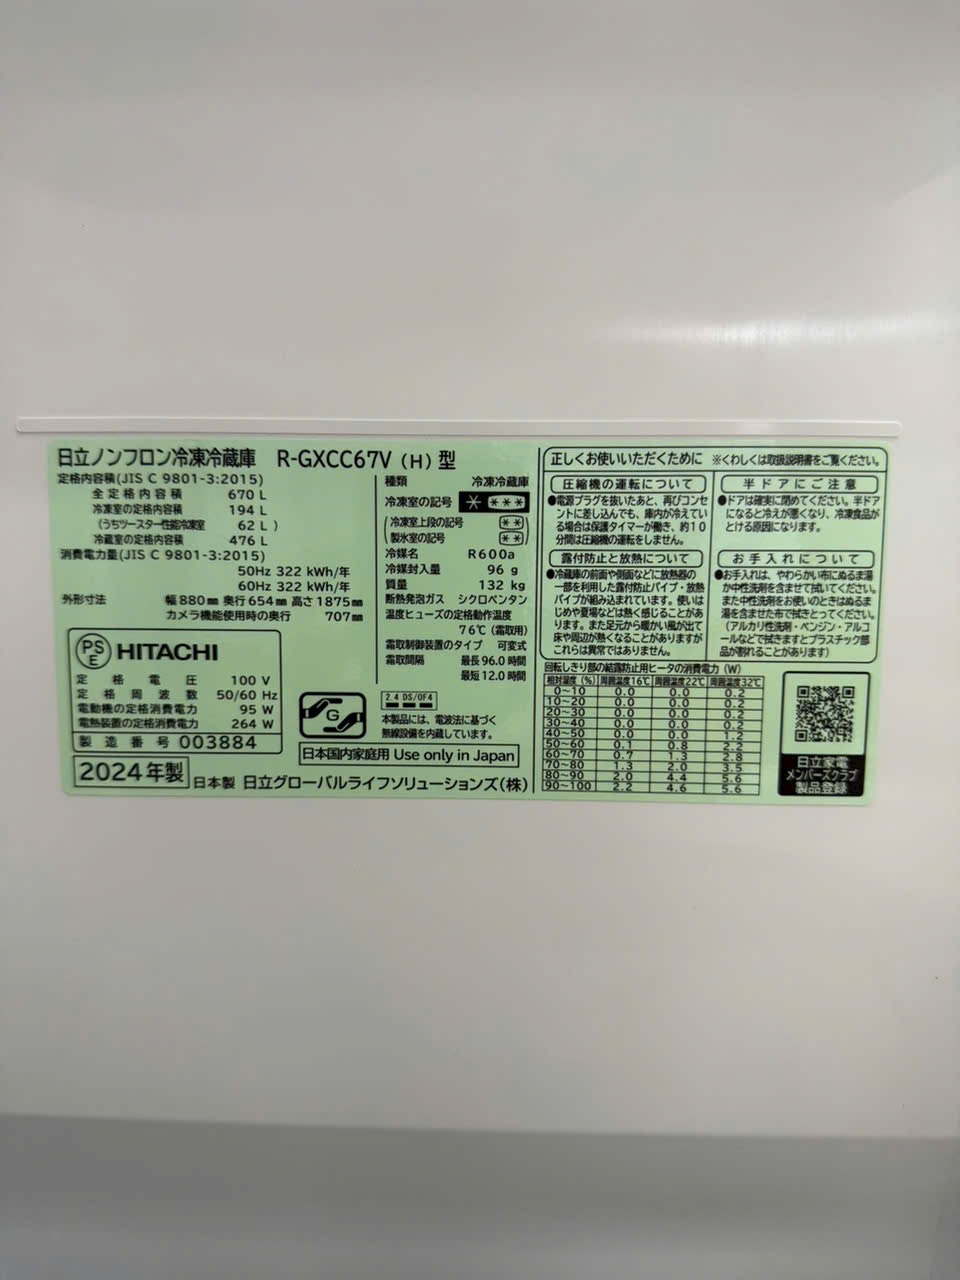 日立ノンフロン冷凍冷蔵庫 R-GXCC67V (H) 型
定格内容積(JIS C 9801-3:2015)
全定格内容積 670 L
冷凍室の定格内容積 194 L
(うちツースター性能冷凍室 62 L )
冷蔵室の定格内容積 476 L
消費電力量(JIS C 9801-3:2015)
50Hz 322 kWh/年
60Hz 322 kWh/年
外形寸法 幅880㎜ 奥行654㎜ 高さ1875㎜
カメラ機能使用時の奥行 707㎜
PS
E
HITACHI
定格電圧 100 V
定格周波数 50/60 Hz
電動機の定格消費電力 95 W
電熱装置の定格消費電力 264 W
製造番号 003884
2024年製
日本製 日立グローバルライフソリューションズ(株)
種類 冷凍冷蔵庫
冷凍室の記号 * ***
(冷凍室上段の記号 **)
(製氷室の記号 **)
冷媒名 R600a
冷媒封入量 96 g
質量 132 kg
断熱発泡ガス シクロペンタン
温度ヒューズの定格動作温度
76℃ (霜取用)
霜取制御装置のタイプ 可変式
霜取間隔 最長96.0時間
最短12.0時間
G
2.4 DS/OF4
本製品には、電波法に基づく
無線設備を内蔵しています。
日本国内家庭用 Use only in Japan
正しくお使いいただくために ※くわしくは取扱説明書をご覧ください。
圧縮機の運転について
●電源プラグを抜いたあと、再びコンセ
ントに差し込んでも、庫内が冷えてい
る場合は保護タイマーが働き、約10
分間は圧縮機の運転をしません。
露付防止と放熱について
●冷蔵庫の前面や側面などに放熱器の
一部を利用した露付防止パイプ・放熱
パイプが組み込まれています。使いは
じめや夏場などは熱く感じることがあ
ります。また足元から暖かい風が出て
床や周辺が熱くなることがありますが
これらは異常ではありません。
半ドアにご注意
●ドアは確実に閉めてください。半ドア
になると冷えが悪くなり、冷凍食品が
とける原因になります。
お手入れについて
●お手入れは、やわらかい布にぬるま湯
か中性洗剤を含ませて拭いてください。
また中性洗剤をお使いのときはぬるま
湯を含ませた布で拭きとってください。
(アルカリ性洗剤・ベンジン・アルコ
ールなどで拭きますとプラスチック部
品が割れることがあります)
回転しきり部の結露防止用ヒータの消費電力 (W)
相対湿度 (%) 周囲温度16℃ 周囲温度22℃ 周囲温度32℃
0～10 0.0 0.0 0.2
10～20 0.0 0.0 0.2
20～30 0.0 0.0 0.2
30～40 0.0 0.0 0.2
40～50 0.0 0.0 1.2
50～60 0.1 0.8 2.2
60～70 0.7 1.3 2.8
70～80 1.3 2.0 3.5
80～90 2.0 4.4 5.6
90～100 2.2 4.6 5.6
日立家電
メンバーズクラブ
製品登録